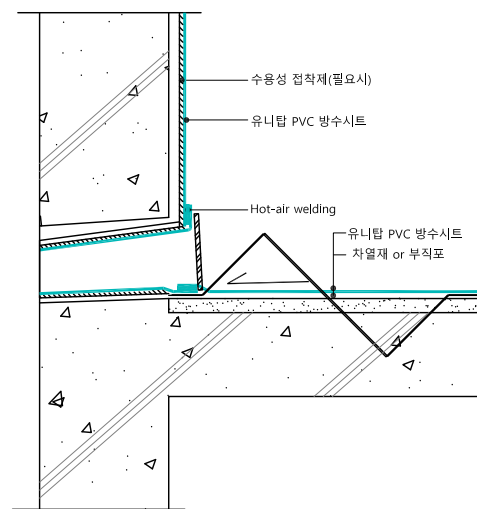 수용성 접착제(필요시)
유니탑 PVC 방수시트
Hot-air welding
유니탑 PVC 방수시트
차열재 or 부직포